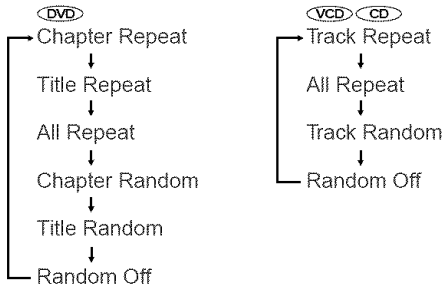 DVD
Chapter Repeat
Title Repeat
All Repeat
Chapter Random
Title Random
Random Off
VCD CD
Track Repeat
All Repeat
Track Random
Random Off